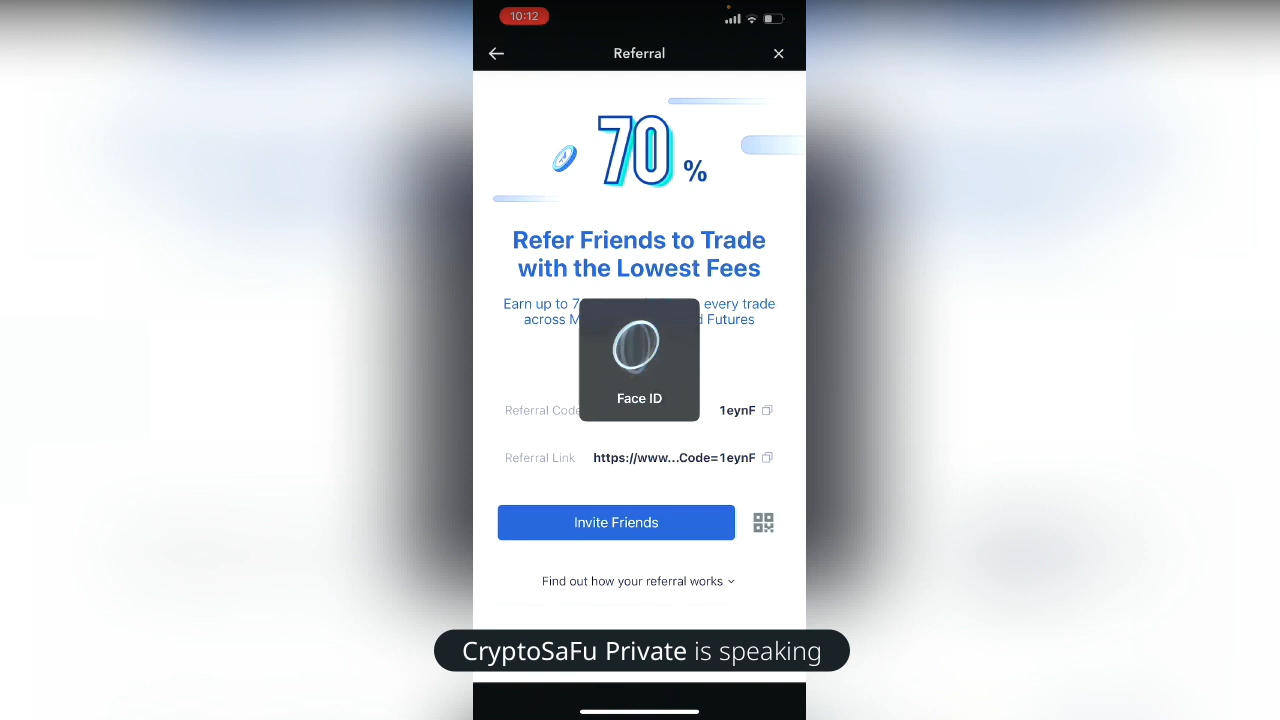 10:12
Referral
70 %
Refer Friends to Trade
with the Lowest Fees
Earn up to 7 every trade
across M d Futures
Face ID
Referral Code 1eynF
Referral Link https://www...Code=1eynF
Invite Friends
Find out how your referral works
CryptoSaFu Private is speaking